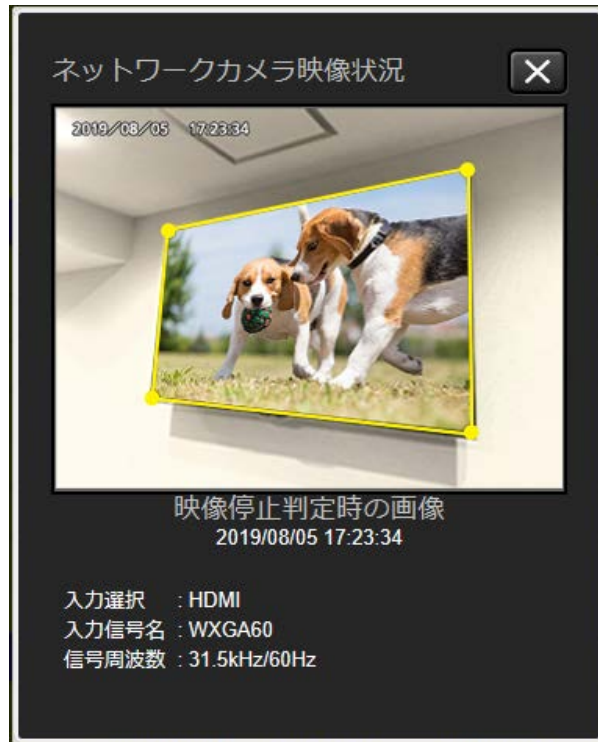 ネットワークカメラ映像状況
2019/08/05 17:23:34
映像停止判定時の画像
2019/08/05 17:23:34
入力選択 : HDMI
入力信号名 : WXGA60
信号周波数 : 31.5kHz/60Hz